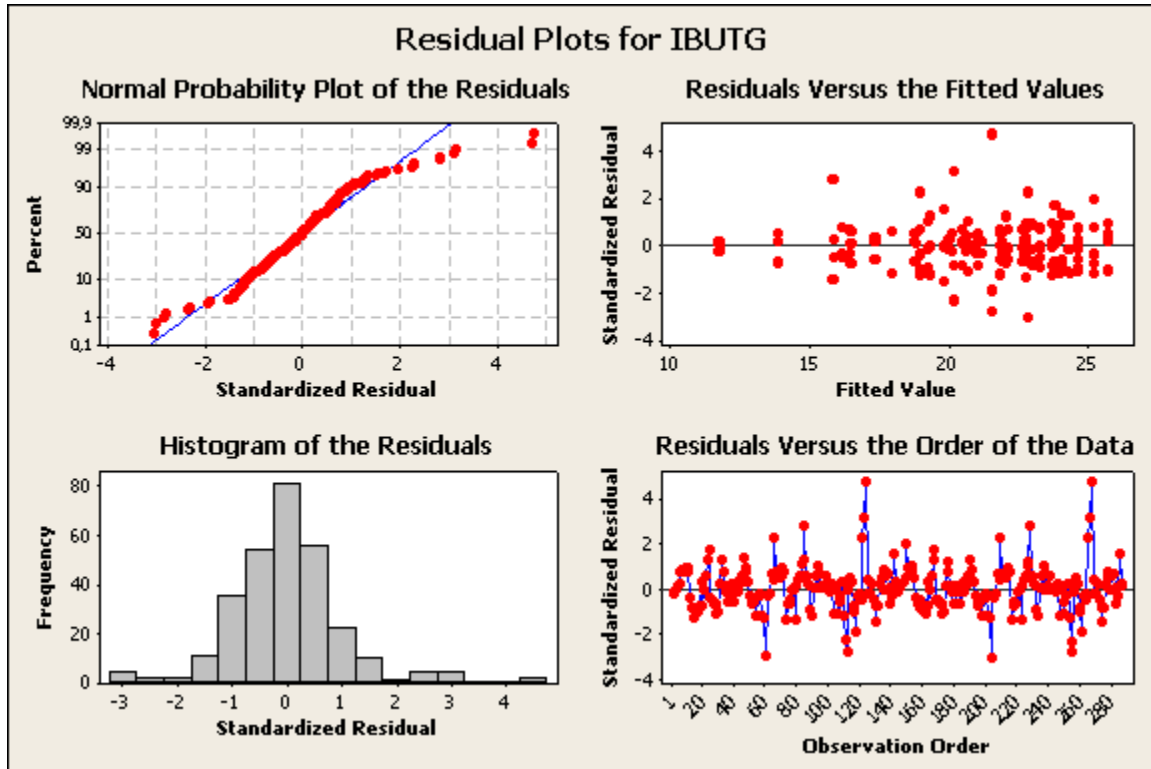 Residual Plots for IBUTG
Normal Probability Plot of the Residuals
99,9
99
90
50
10
1
0,1
Percent
-4 -2 0 2 4
Standardized Residual
Residuals Versus the Fitted Values
4
2
0
-2
-4
Standardized Residual
10 15 20 25
Fitted Value
Histogram of the Residuals
80
60
40
20
0
Frequency
-3 -2 -1 0 1 2 3 4
Standardized Residual
Residuals Versus the Order of the Data
4
2
0
-2
-4
Standardized Residual
1 20 40 60 80 100 120 140 160 180 200 220 240 260 280
Observation Order